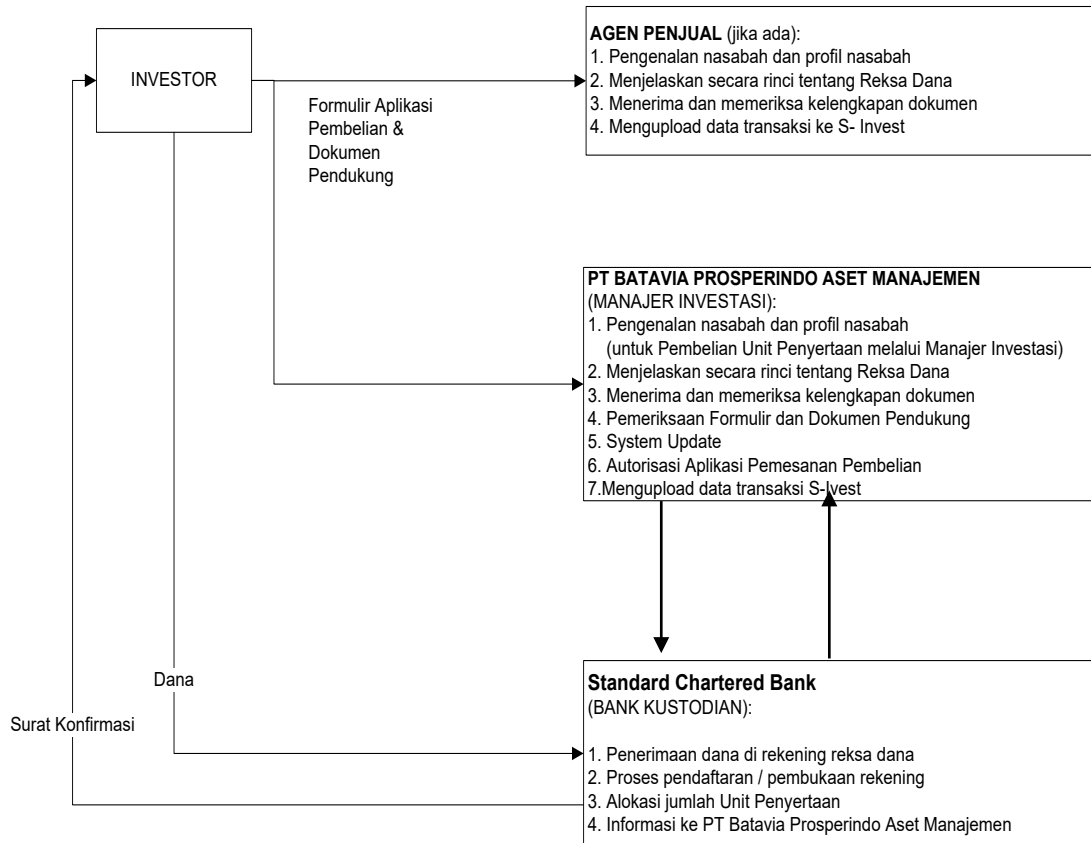 INVESTOR
Formulir Aplikasi
Pembelian &
Dokumen
Pendukung
AGEN PENJUAL (jika ada):
1. Pengenalan nasabah dan profil nasabah
2. Menjelaskan secara rinci tentang Reksa Dana
3. Menerima dan memeriksa kelengkapan dokumen
4. Mengupload data transaksi ke S- Invest
PT BATAVIA PROSPERINDO ASET MANAJEMEN
(MANAJER INVESTASI):
1. Pengenalan nasabah dan profil nasabah
(untuk Pembelian Unit Penyertaan melalui Manajer Investasi)
2. Menjelaskan secara rinci tentang Reksa Dana
3. Menerima dan memeriksa kelengkapan dokumen
4. Pemeriksaan Formulir dan Dokumen Pendukung
5. System Update
6. Autorisasi Aplikasi Pemesanan Pembelian
7.Mengupload data transaksi S-Ivest
Dana
Surat Konfirmasi
Standard Chartered Bank
(BANK KUSTODIAN):
1. Penerimaan dana di rekening reksa dana
2. Proses pendaftaran / pembukaan rekening
3. Alokasi jumlah Unit Penyertaan
4. Informasi ke PT Batavia Prosperindo Aset Manajemen